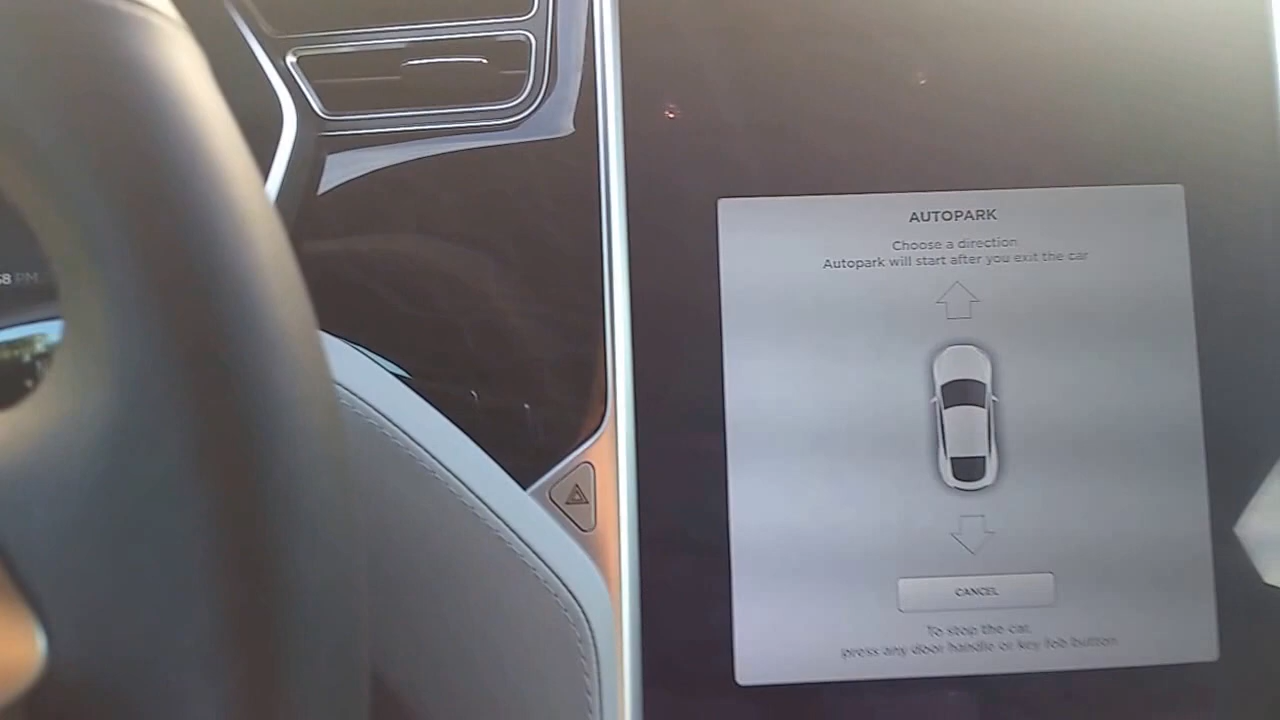 AUTOPARK
Choose a direction
Autopark will start after you exit the car
CANCEL
To stop the car,
press any door handle or key fob button
PM